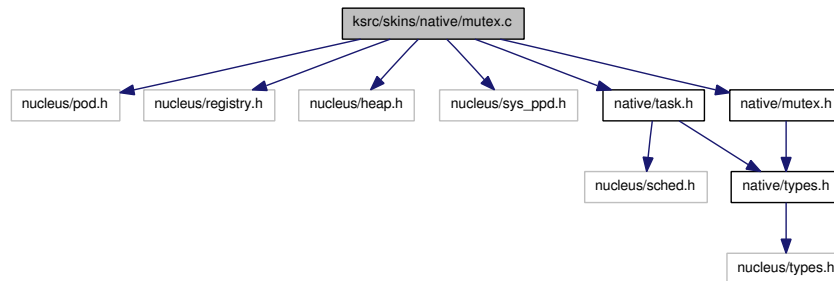 ksrc/skins/native/mutex.c
nucleus/pod.h
nucleus/registry.h
nucleus/heap.h
nucleus/sys_ppd.h
native/task.h
native/mutex.h
nucleus/sched.h
native/types.h
nucleus/types.h